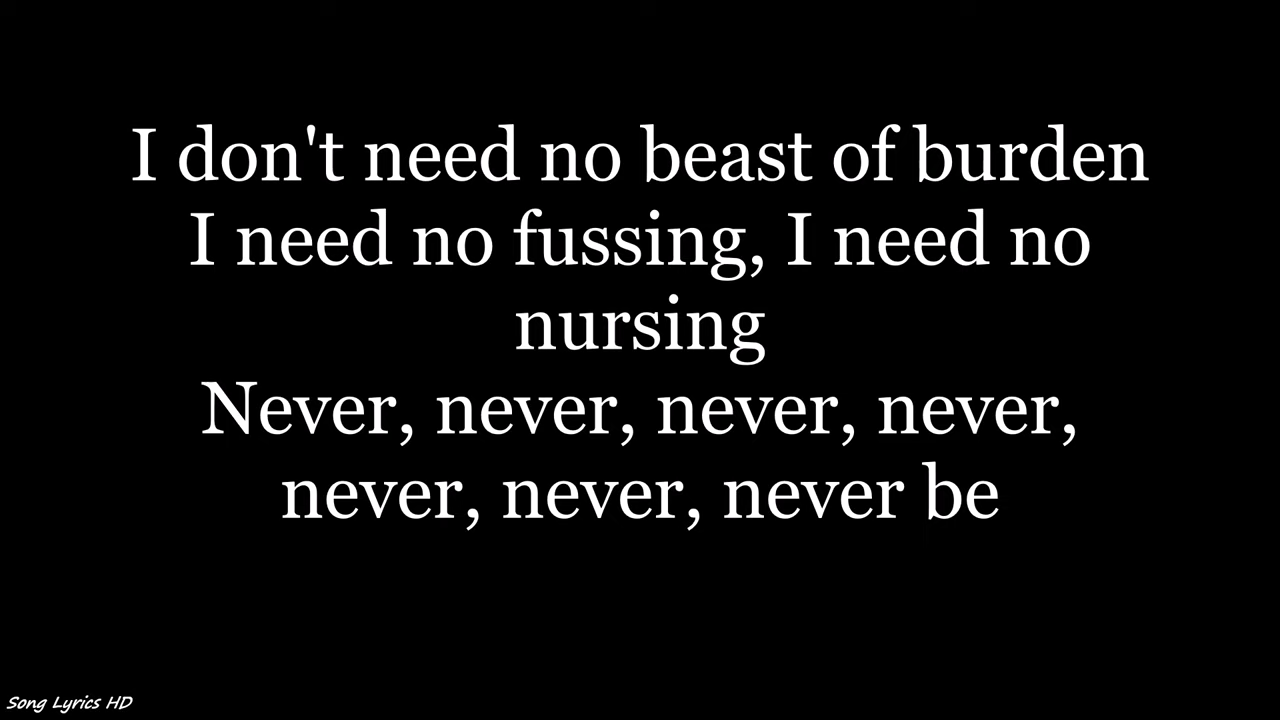 I don't need no beast of burden
I need no fussing, I need no
nursing
Never, never, never, never,
never, never, never be
Song Lyrics HD